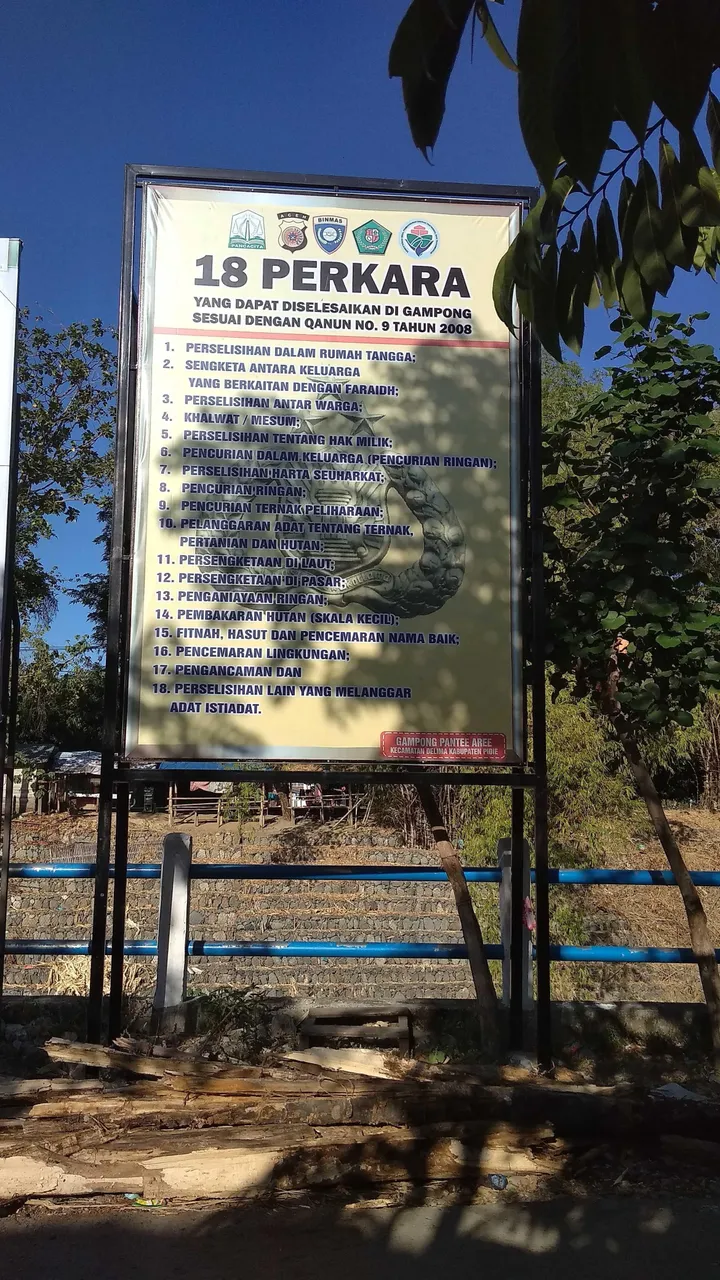 PANCACITA
ACEH
BINMAS
18 PERKARA
YANG DAPAT DISELESAIKAN DI GAMPONG
SESUAI DENGAN QANUN NO. 9 TAHUN 2008
1. PERSELISIHAN DALAM RUMAH TANGGA;
2. SENGKETA ANTARA KELUARGA
YANG BERKAITAN DENGAN FARAIDH;
3. PERSELISIHAN ANTAR WARGA;
4. KHALWAT / MESUM;
5. PERSELISIHAN TENTANG HAK MILIK;
6. PENCURIAN DALAM KELUARGA (PENCURIAN RINGAN);
7. PERSELISIHAN HARTA SEUHARKAT;
8. PENCURIAN RINGAN;
9. PENCURIAN TERNAK PELIHARAAN;
10. PELANGGARAN ADAT TENTANG TERNAK,
PERTANIAN DAN HUTAN;
11. PERSENGKETAAN DI LAUT;
12. PERSENGKETAAN DI PASAR;
13. PENGANIAYAAN RINGAN;
14. PEMBAKARAN HUTAN (SKALA KECIL);
15. FITNAH, HASUT DAN PENCEMARAN NAMA BAIK;
16. PENCEMARAN LINGKUNGAN;
17. PENGANCAMAN DAN
18. PERSELISIHAN LAIN YANG MELANGGAR
ADAT ISTIADAT.
GAMPONG PANTEE AREE
KECAMATAN DELIMA KABUPATEN PIDIE